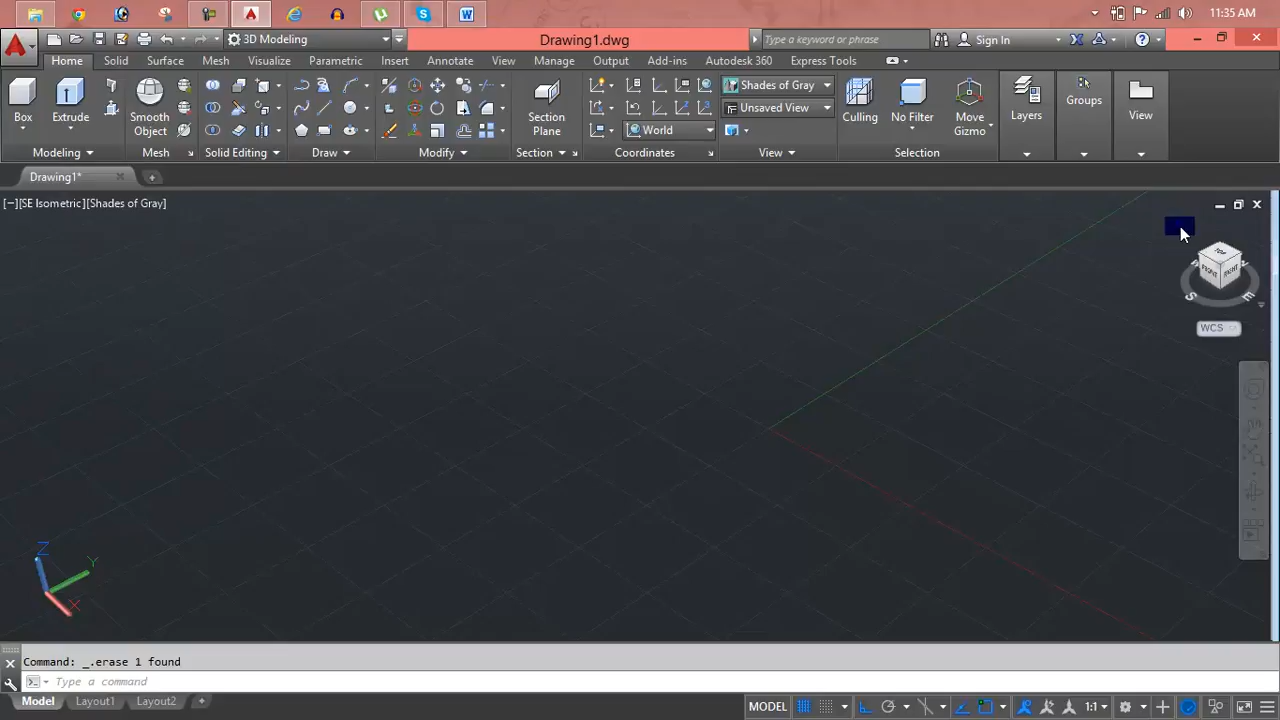 11:35 AM
3D Modeling
Drawing1.dwg
Type a keyword or phrase
Sign In
Home Solid Surface Mesh Visualize Parametric Insert Annotate View Manage Output Add-ins Autodesk 360 Express Tools
Shades of Gray
Unsaved View
World
Box Extrude Smooth Object Section Plane Culling No Filter Move Gizmo Layers Groups View
Modeling Mesh Solid Editing Draw Modify Section Coordinates View Selection
Drawing1*
[−][SE Isometric][Shades of Gray]
TOP
FRONT RIGHT
S E
WCS
Z
Y
X
Command: _.erase 1 found
Type a command
Model Layout1 Layout2 +
MODEL 1:1